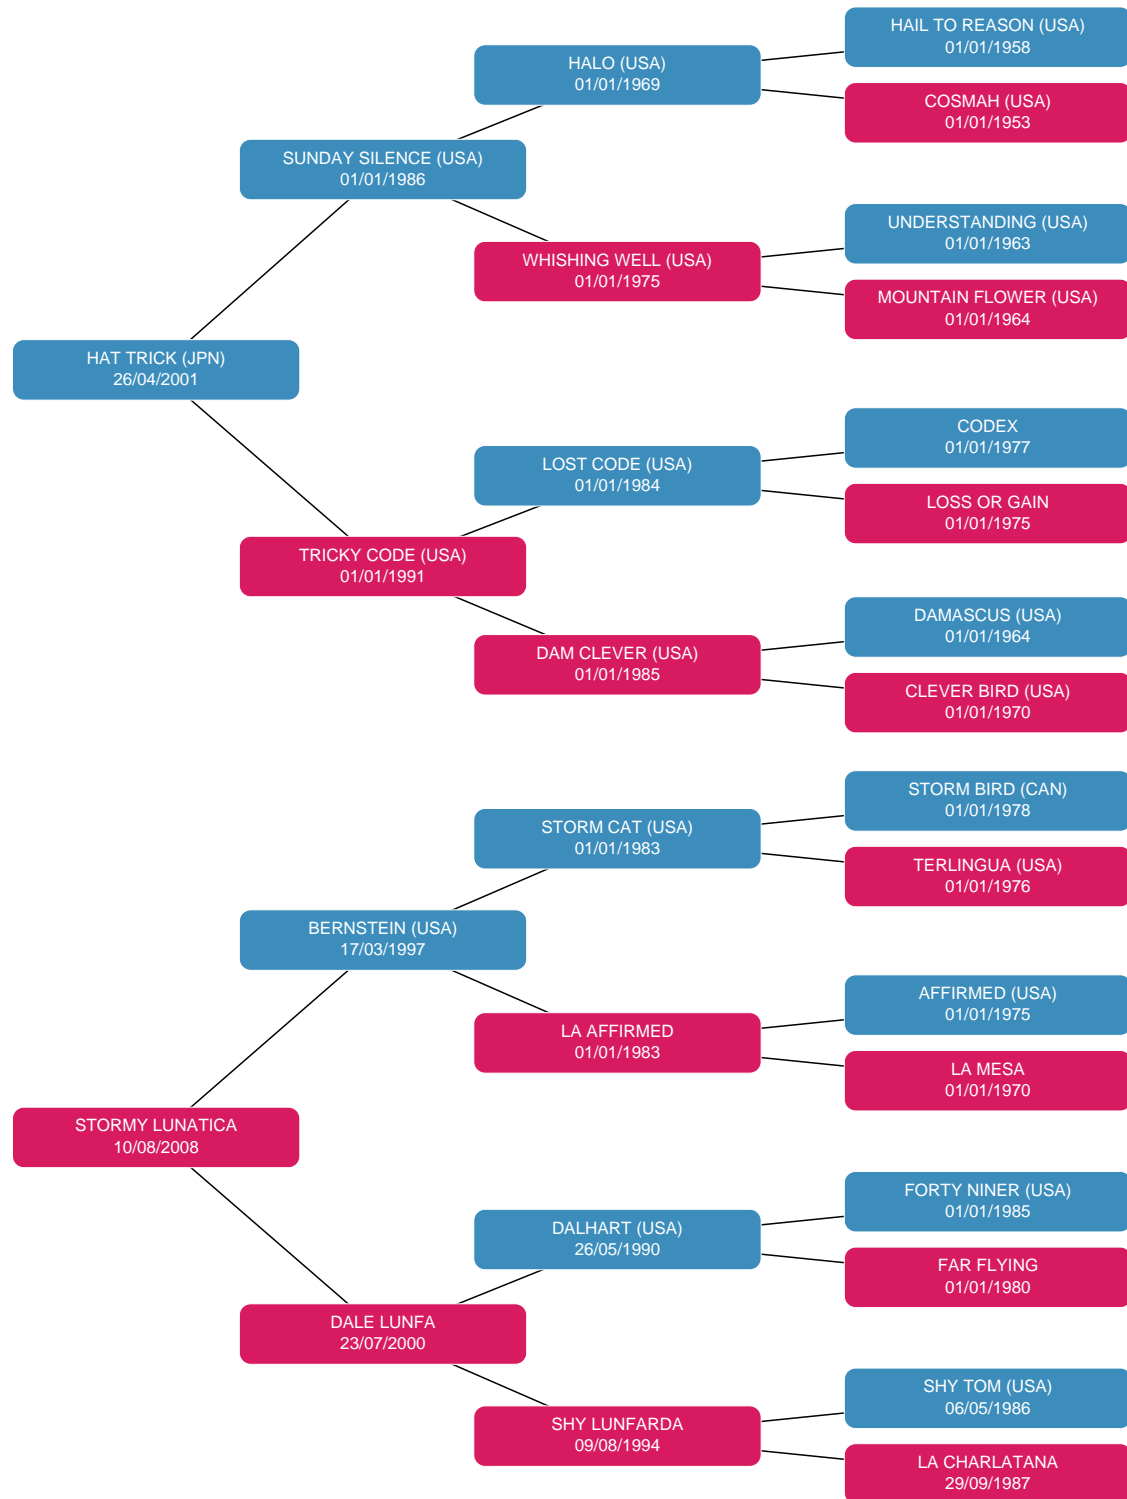 HAIL TO REASON (USA)
01/01/1958
HALO (USA)
01/01/1969
COSMAH (USA)
01/01/1953
SUNDAY SILENCE (USA)
01/01/1986
UNDERSTANDING (USA)
01/01/1963
WHISHING WELL (USA)
01/01/1975
MOUNTAIN FLOWER (USA)
01/01/1964
HAT TRICK (JPN)
26/04/2001
CODEX
01/01/1977
LOST CODE (USA)
01/01/1984
LOSS OR GAIN
01/01/1975
TRICKY CODE (USA)
01/01/1991
DAMASCUS (USA)
01/01/1964
DAM CLEVER (USA)
01/01/1985
CLEVER BIRD (USA)
01/01/1970
STORM BIRD (CAN)
01/01/1978
STORM CAT (USA)
01/01/1983
TERLINGUA (USA)
01/01/1976
BERNSTEIN (USA)
17/03/1997
AFFIRMED (USA)
01/01/1975
LA AFFIRMED
01/01/1983
LA MESA
01/01/1970
STORMY LUNATICA
10/08/2008
FORTY NINER (USA)
01/01/1985
DALHART (USA)
26/05/1990
FAR FLYING
01/01/1980
DALE LUNFA
23/07/2000
SHY TOM (USA)
06/05/1986
SHY LUNFARDA
09/08/1994
LA CHARLATANA
29/09/1987